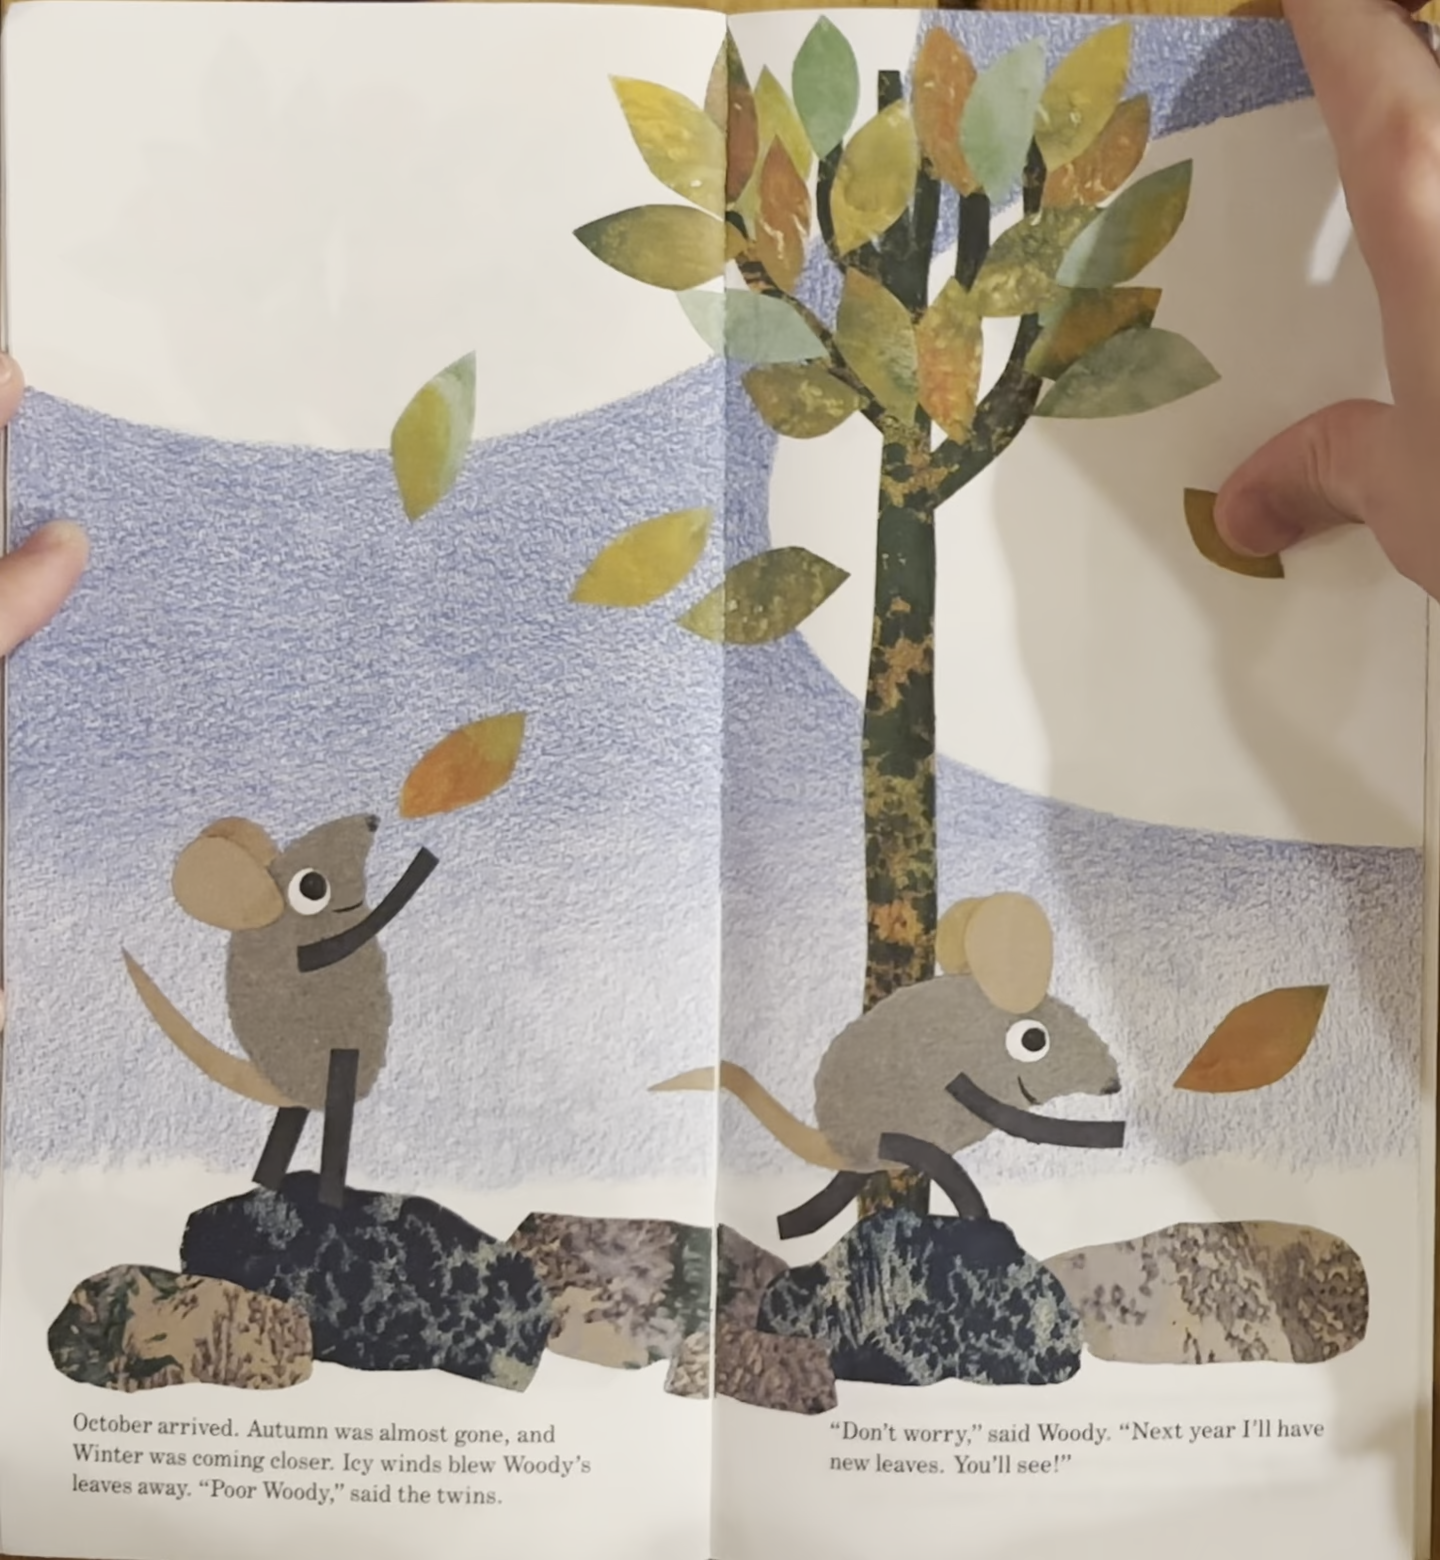 October arrived. Autumn was almost gone, and
Winter was coming closer. Icy winds blew Woody's
leaves away. “Poor Woody,” said the twins.
“Don't worry,” said Woody. “Next year I'll have
new leaves. You'll see!”